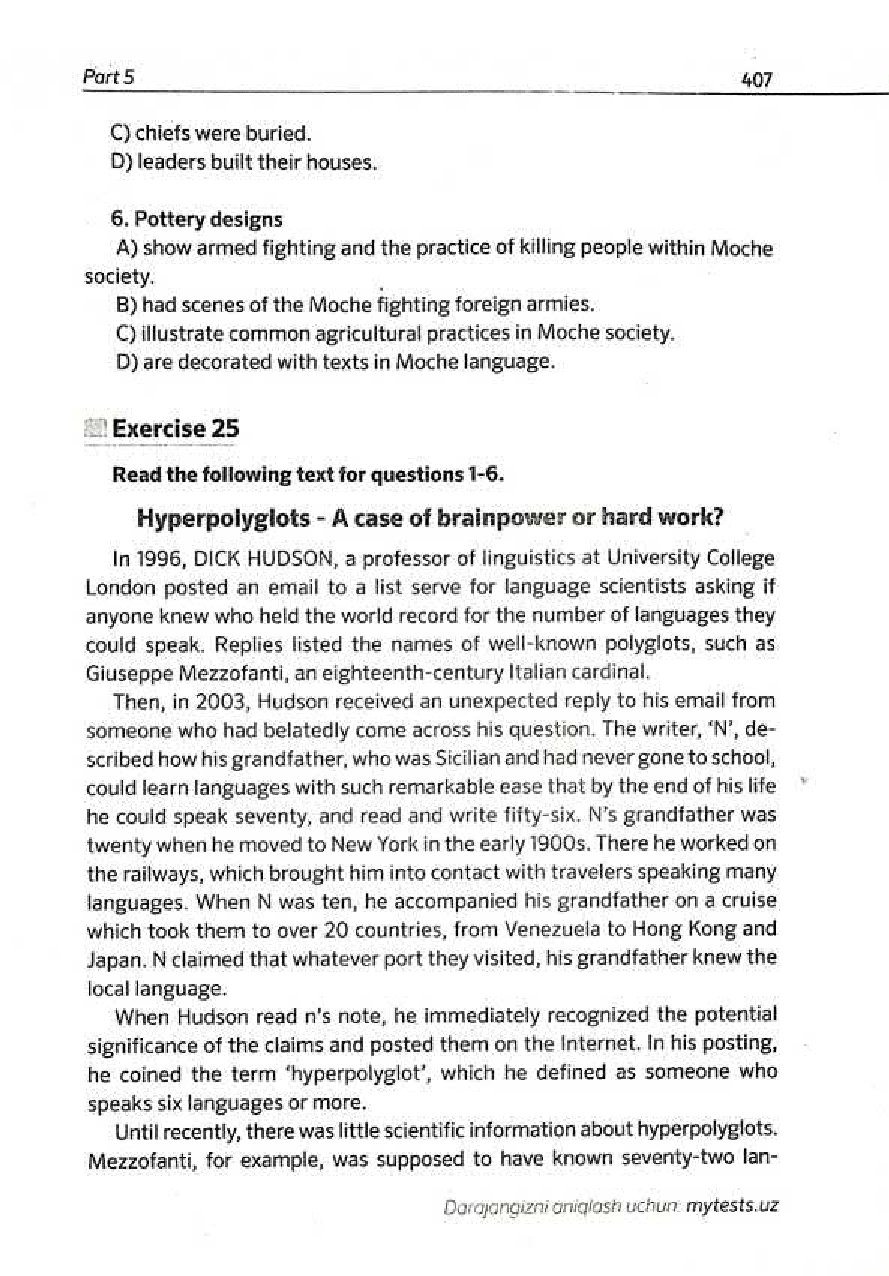 Part 5 407
C) chiefs were buried.
D) leaders built their houses.
6. Pottery designs
A) show armed fighting and the practice of killing people within Moche
society.
B) had scenes of the Moche fighting foreign armies.
C) illustrate common agricultural practices in Moche society.
D) are decorated with texts in Moche language.
Exercise 25
Read the following text for questions 1-6.
Hyperpolyglots - A case of brainpower or hard work?
In 1996, DICK HUDSON, a professor of linguistics at University College
London posted an email to a list serve for language scientists asking if
anyone knew who held the world record for the number of languages they
could speak. Replies listed the names of well-known polyglots, such as
Giuseppe Mezzofanti, an eighteenth-century Italian cardinal.
Then, in 2003, Hudson received an unexpected reply to his email from
someone who had belatedly come across his question. The writer, ‘N’, de-
scribed how his grandfather, who was Sicilian and had never gone to school,
could learn languages with such remarkable ease that by the end of his life
he could speak seventy, and read and write fifty-six. N's grandfather was
twenty when he moved to New York in the early 1900s. There he worked on
the railways, which brought him into contact with travelers speaking many
languages. When N was ten, he accompanied his grandfather on a cruise
which took them to over 20 countries, from Venezuela to Hong Kong and
Japan. N claimed that whatever port they visited, his grandfather knew the
local language.
When Hudson read n's note, he immediately recognized the potential
significance of the claims and posted them on the Internet. In his posting,
he coined the term ‘hyperpolyglot’, which he defined as someone who
speaks six languages or more.
Until recently, there was little scientific information about hyperpolyglots.
Mezzofanti, for example, was supposed to have known seventy-two lan-
Darajangizni aniqlash uchun: mytests.uz